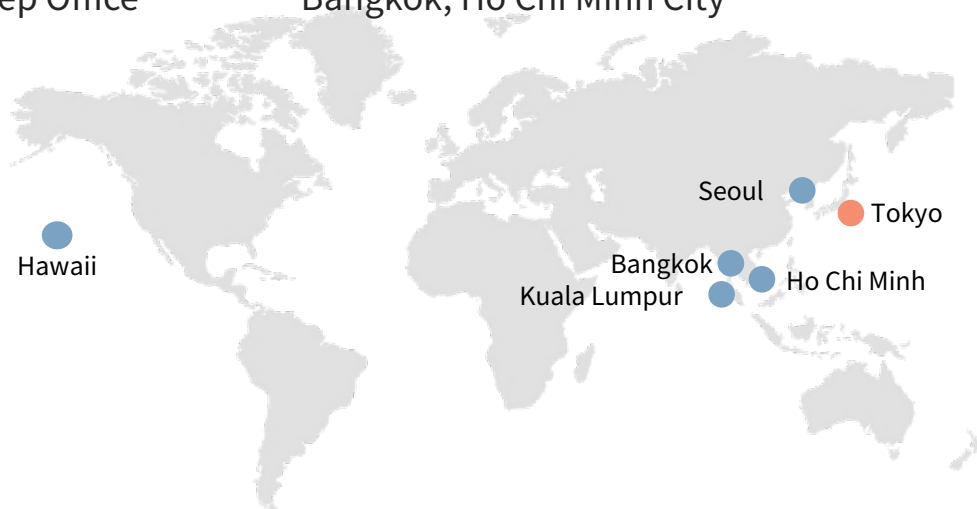 ep Office Bangkok, Ho Chi Minh City
Seoul
Tokyo
Hawaii
Bangkok
Ho Chi Minh
Kuala Lumpur